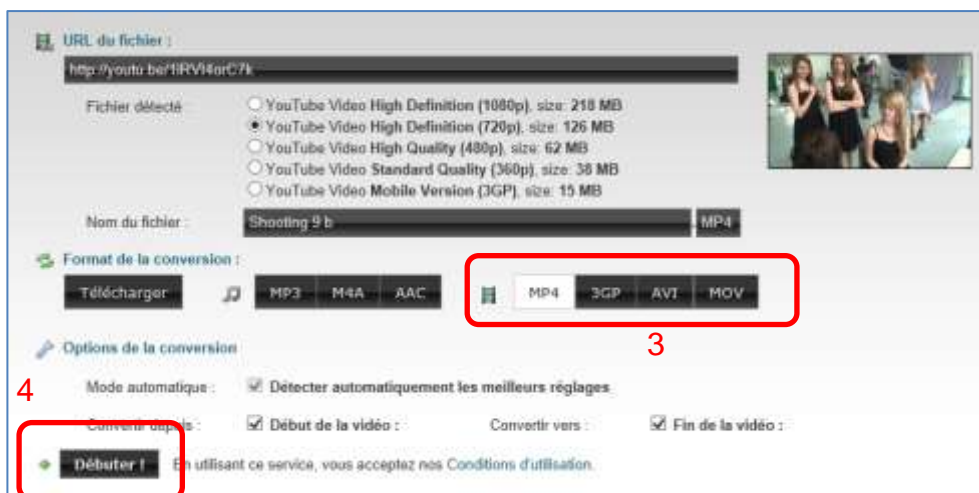 URL du fichier :
http://youtu.be/1lRVI4orC7k
Fichier détecté
YouTube Video High Definition (1080p), size: 218 MB
YouTube Video High Definition (720p), size: 126 MB
YouTube Video High Quality (480p), size: 62 MB
YouTube Video Standard Quality (360p), size: 38 MB
YouTube Video Mobile Version (3GP), size: 15 MB
Nom du fichier : Shooting 9 b .MP4
Format de la conversion :
Télécharger MP3 M4A AAC MP4 3GP AVI MOV
3
Options de la conversion
4
Mode automatique : Détecter automatiquement les meilleurs réglages
Convertir depuis : Début de la vidéo : Convertir vers : Fin de la vidéo :
Débuter ! En utilisant ce service, vous acceptez nos Conditions d'utilisation.